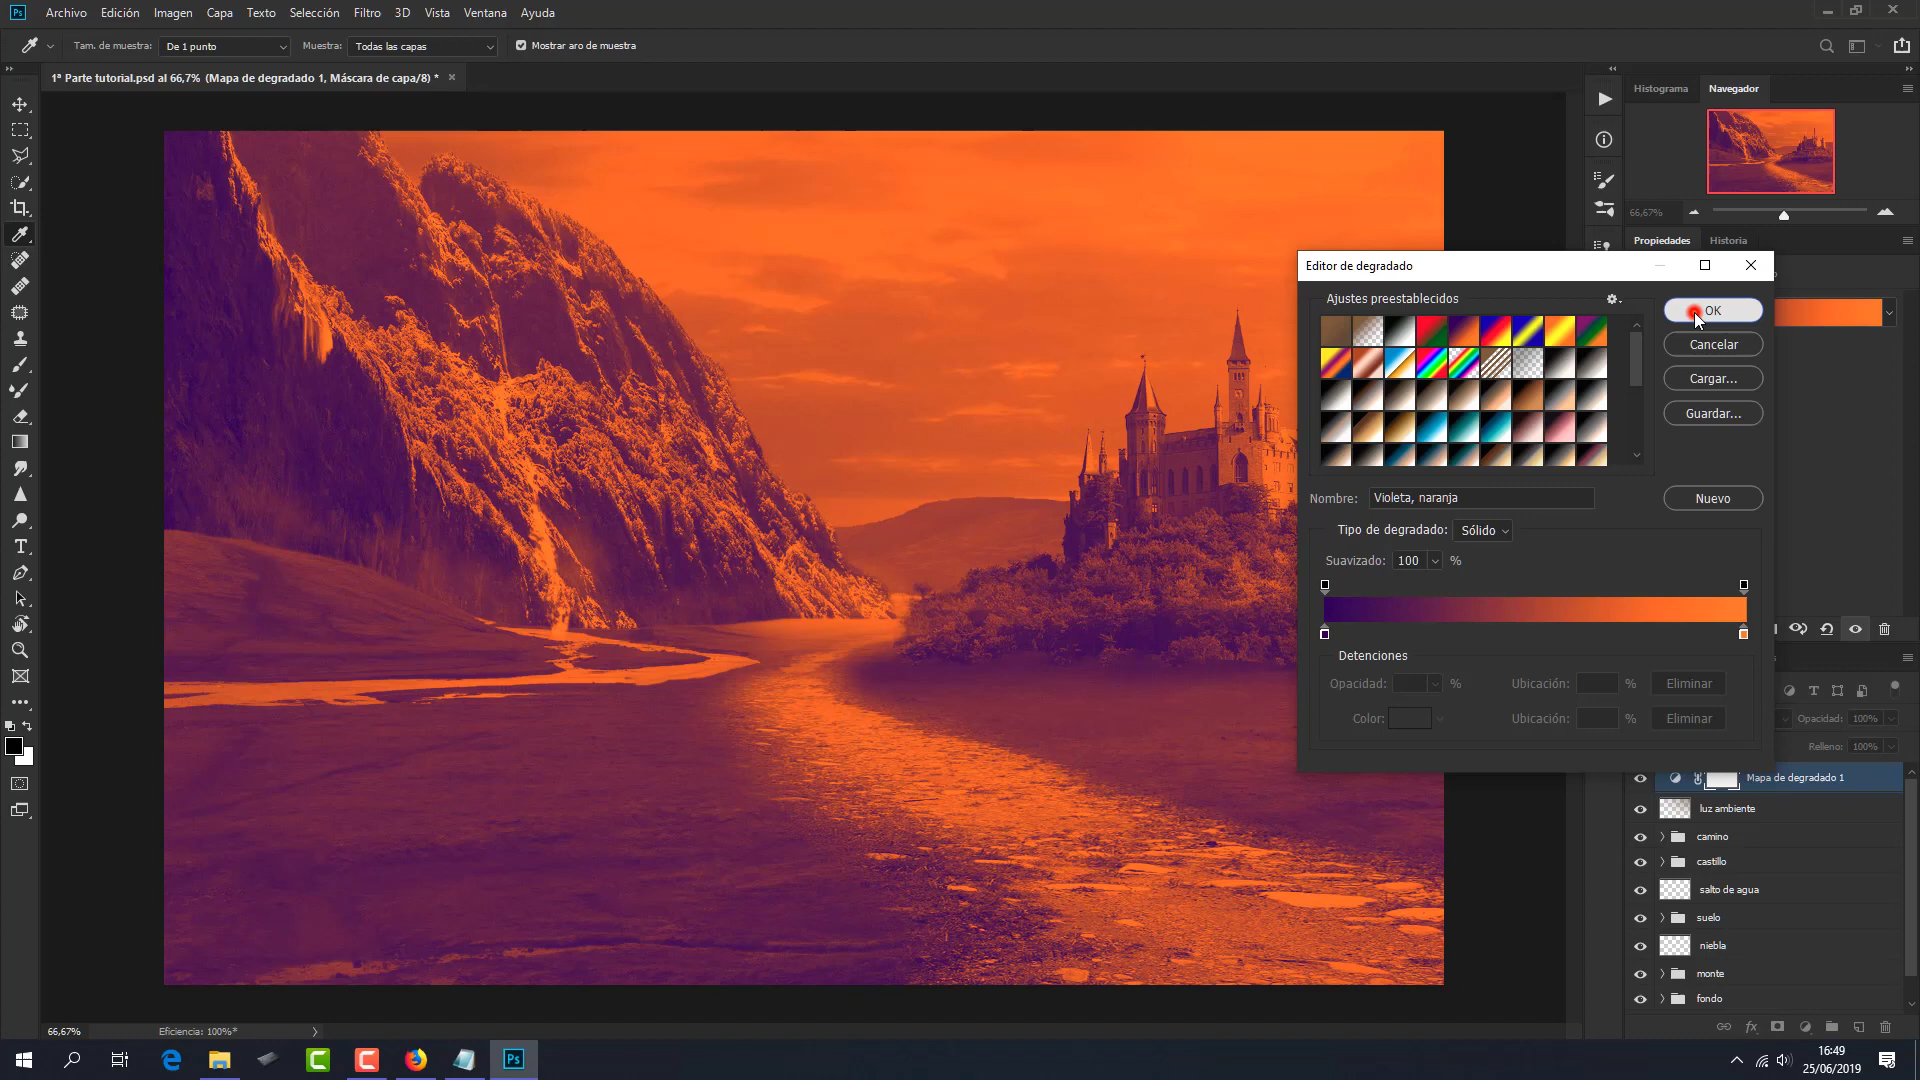 Ps Archivo Edición Imagen Capa Texto Selección Filtro 3D Vista Ventana Ayuda
Tam. de muestra: De 1 punto Muestra: Todas las capas Mostrar aro de muestra
1ª Parte tutorial.psd al 66,7% (Mapa de degradado 1, Máscara de capa/8) *
Histograma Navegador
66,67%
Propiedades Historia
Editor de degradado
Ajustes preestablecidos
OK
Cancelar
Cargar...
Guardar...
Nombre: Violeta, naranja
Nuevo
Tipo de degradado: Sólido
Suavizado: 100 %
Detenciones
Opacidad: % Ubicación: % Eliminar
Color: Ubicación: % Eliminar
Opacidad: 100%
Relleno: 100%
Mapa de degradado 1
luz ambiente
camino
castillo
salto de agua
suelo
niebla
monte
fondo
66,67% Eficiencia: 100%*
Ps
16:49
25/06/2019